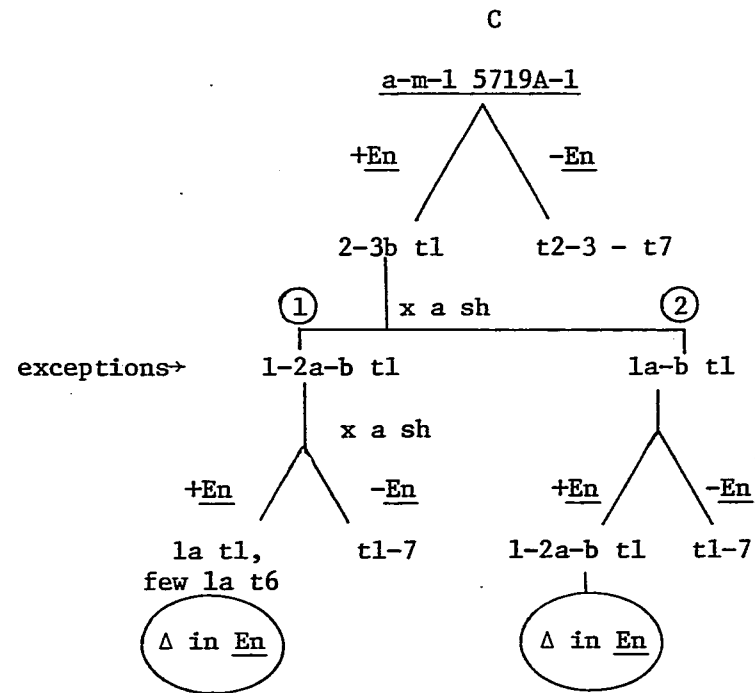 C
a-m-1 5719A-1
+En -En
2-3b t1 t2-3 - t7
1 x a sh 2
exceptions→ 1-2a-b t1 1a-b t1
x a sh
+En -En +En -En
1a t1, t1-7 1-2a-b t1 t1-7
few 1a t6
Δ in En Δ in En